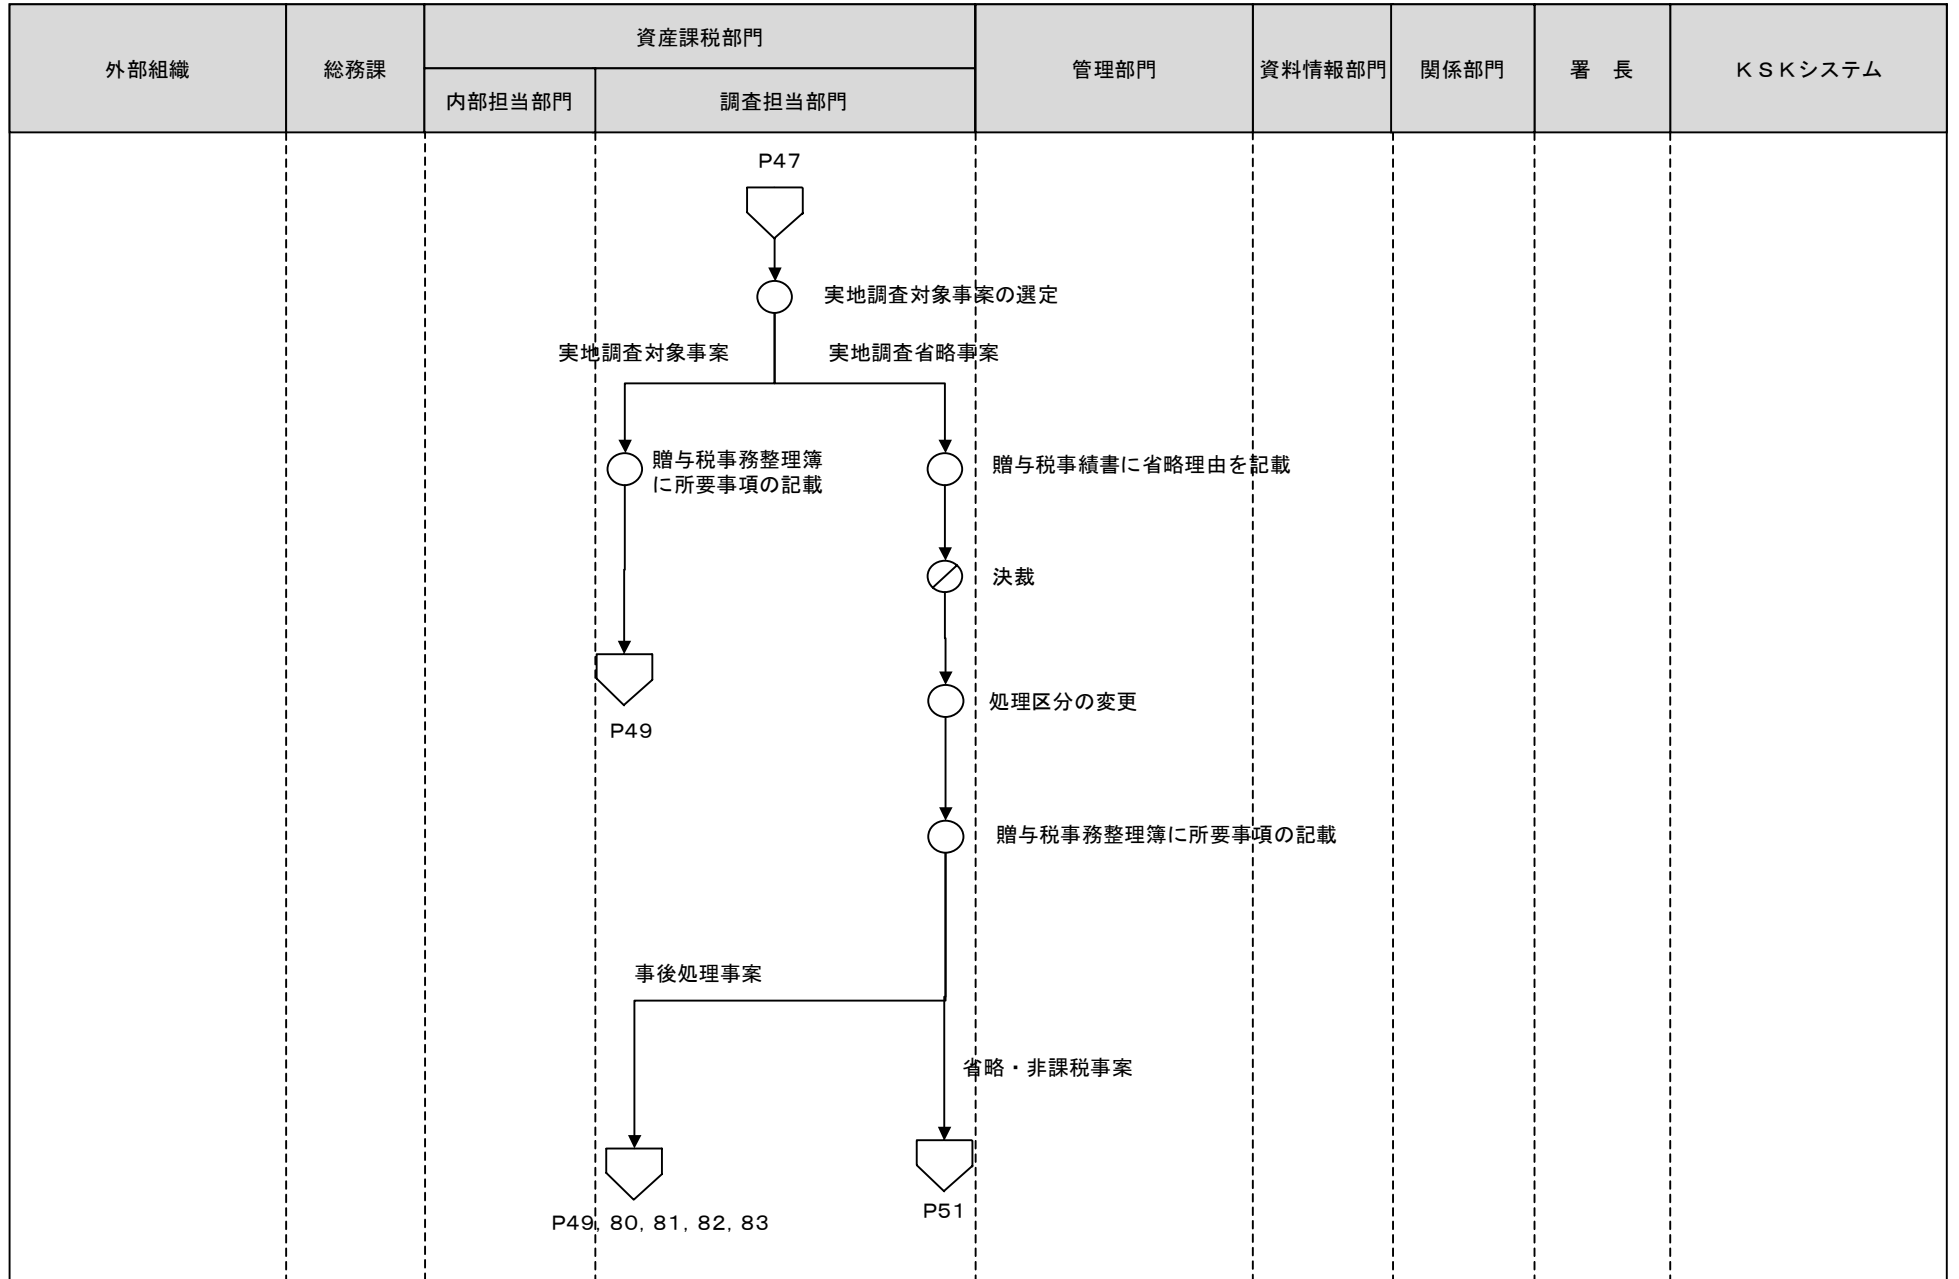 外部組織
総務課
資産課税部門
内部担当部門
調査担当部門
管理部門
資料情報部門
関係部門
署　長
ＫＳＫシステム
P47
実地調査対象事案の選定
実地調査対象事案
実地調査省略事案
贈与税事務整理簿
に所要事項の記載
贈与税事績書に省略理由を記載
決裁
処理区分の変更
P49
贈与税事務整理簿に所要事項の記載
事後処理事案
省略・非課税事案
P49, 80, 81, 82, 83
P51